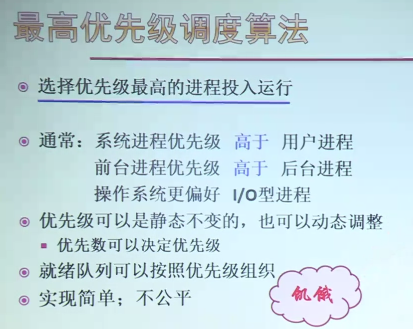 最高优先级调度算法
选择优先级最高的进程投入运行
通常：系统进程优先级 高于 用户进程
前台进程优先级 高于 后台进程
操作系统更偏好 I/O型进程
优先级可以是静态不变的，也可以动态调整
优先数可以决定优先级
就绪队列可以按照优先级组织
实现简单；不公平
饥饿